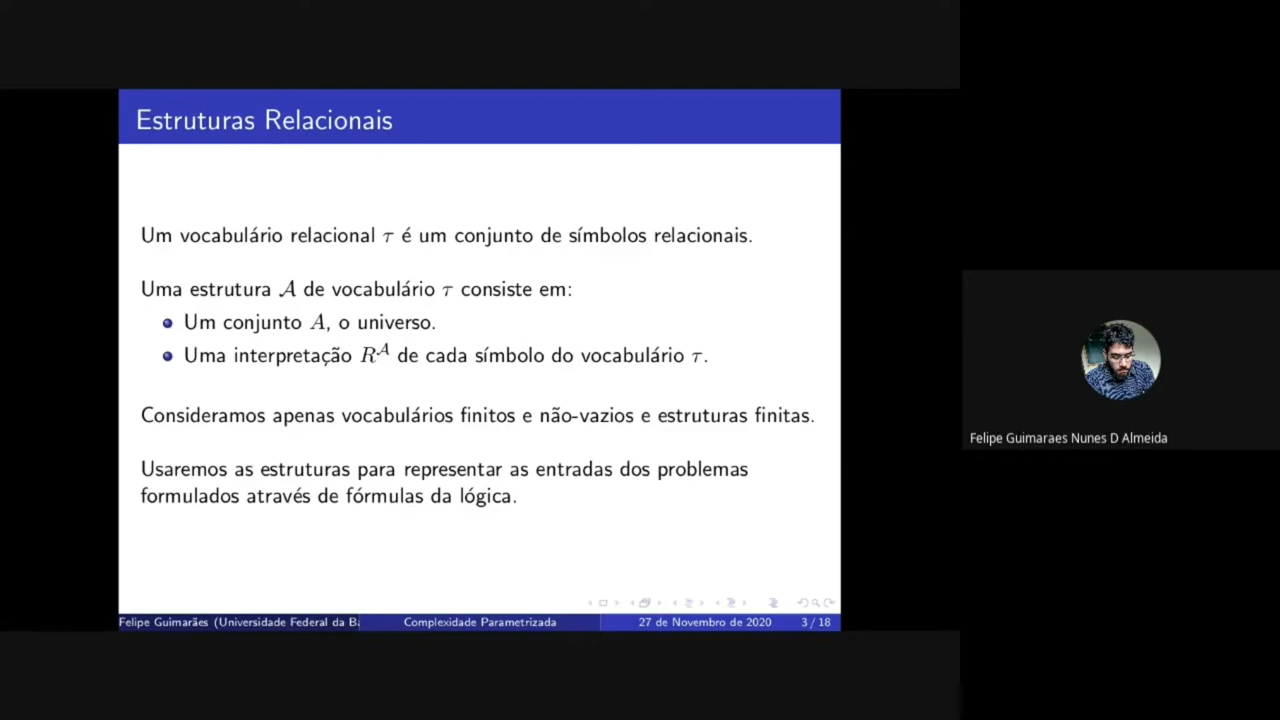 Estruturas Relacionais
Um vocabulário relacional τ é um conjunto de símbolos relacionais.
Uma estrutura 𝒜 de vocabulário τ consiste em:
Um conjunto A, o universo.
Uma interpretação R^𝒜 de cada símbolo do vocabulário τ.
Consideramos apenas vocabulários finitos e não-vazios e estruturas finitas.
Usaremos as estruturas para representar as entradas dos problemas
formulados através de fórmulas da lógica.
Felipe Guimarães (Universidade Federal da Ba
Complexidade Parametrizada
27 de Novembro de 2020
3 / 18
Felipe Guimaraes Nunes D Almeida